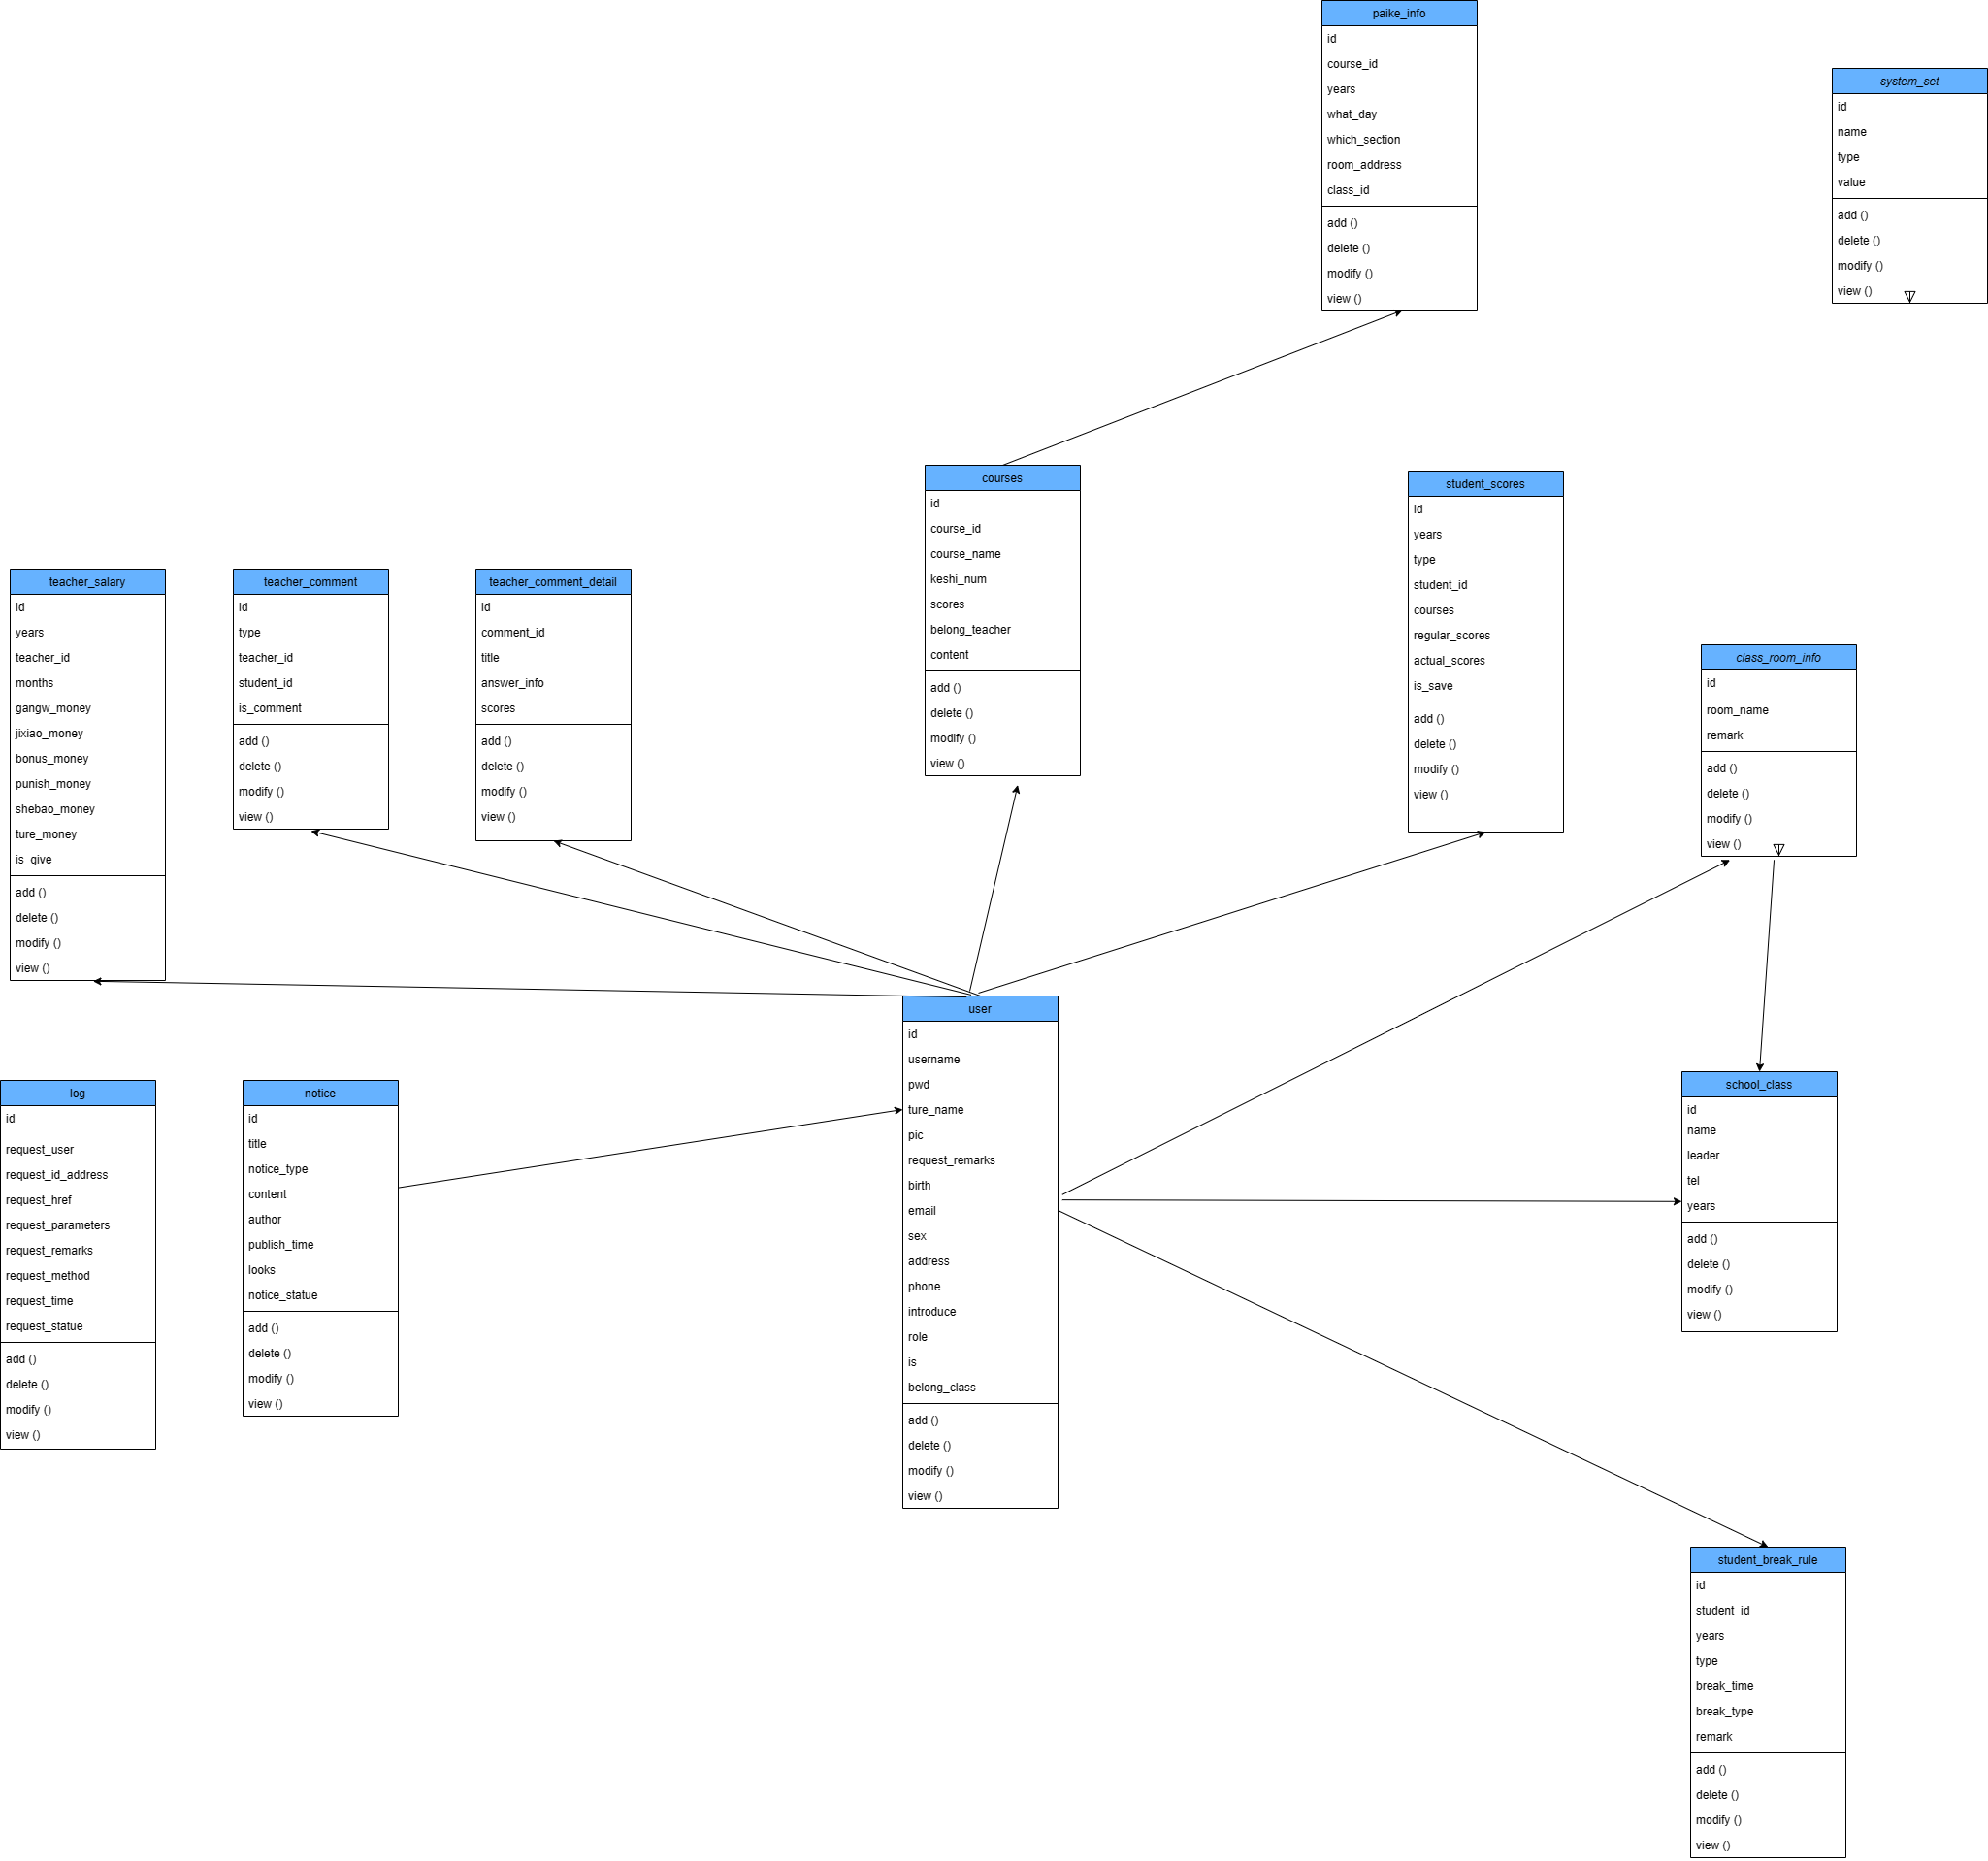 paike_info
id
course_id
years
what_day
which_section
room_address
class_id
add ()
delete ()
modify ()
view ()
system_set
id
name
type
value
add ()
delete ()
modify ()
view ()
courses
id
course_id
course_name
keshi_num
scores
belong_teacher
content
add ()
delete ()
modify ()
view ()
student_scores
id
years
type
student_id
courses
regular_scores
actual_scores
is_save
add ()
delete ()
modify ()
view ()
teacher_salary
id
years
teacher_id
months
gangw_money
jixiao_money
bonus_money
punish_money
shebao_money
ture_money
is_give
add ()
delete ()
modify ()
view ()
teacher_comment
id
type
teacher_id
student_id
is_comment
add ()
delete ()
modify ()
view ()
teacher_comment_detail
id
comment_id
title
answer_info
scores
add ()
delete ()
modify ()
view ()
class_room_info
id
room_name
remark
add ()
delete ()
modify ()
view ()
user
id
username
pwd
ture_name
pic
request_remarks
birth
email
sex
address
phone
introduce
role
is
belong_class
add ()
delete ()
modify ()
view ()
log
id
request_user
request_id_address
request_href
request_parameters
request_remarks
request_method
request_time
request_statue
add ()
delete ()
modify ()
view ()
notice
id
title
notice_type
content
author
publish_time
looks
notice_statue
add ()
delete ()
modify ()
view ()
school_class
id
name
leader
tel
years
add ()
delete ()
modify ()
view ()
student_break_rule
id
student_id
years
type
break_time
break_type
remark
add ()
delete ()
modify ()
view ()